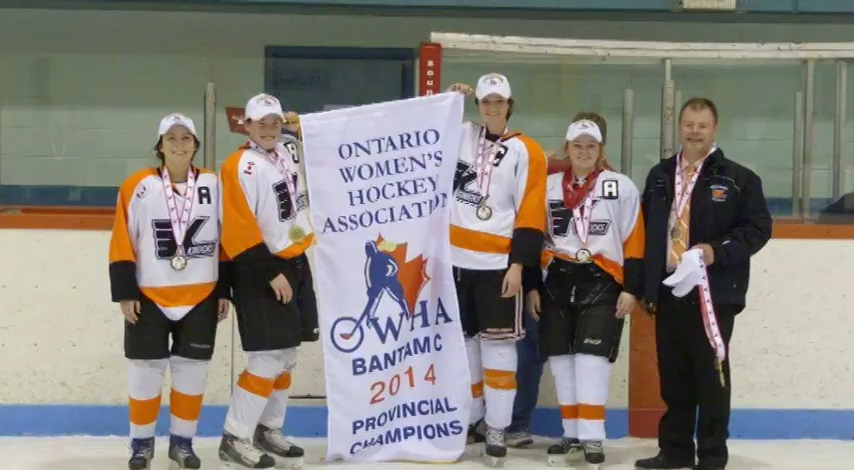 ONTARIO
WOMEN'S
HOCKEY
ASSOCIATION
OWHA
BANTAM C
2014
PROVINCIAL
CHAMPIONS
A
A
K